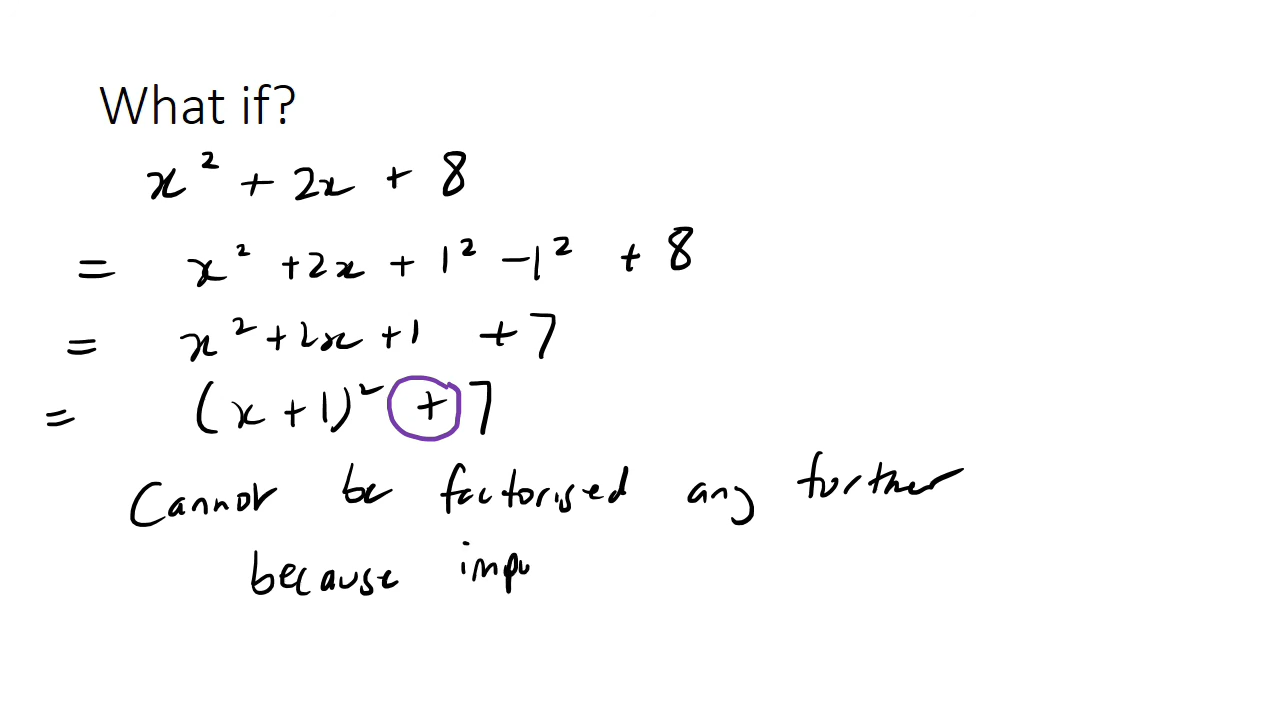 What if?
x² + 2x + 8
= x² + 2x + 1² - 1² + 8
= x² + 2x + 1 + 7
= (x + 1)² + 7
Cannot be factorised any further
because impo